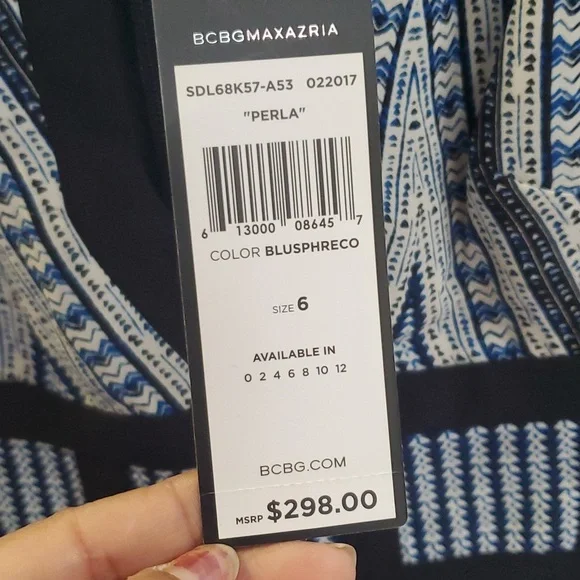 BCBGMAXAZRIA
SDL68K57-A53 022017
"PERLA"
6 13000 08645 7
COLOR BLUSPHRECO
SIZE 6
AVAILABLE IN
0 2 4 6 8 10 12
BCBG.COM
MSRP $298.00